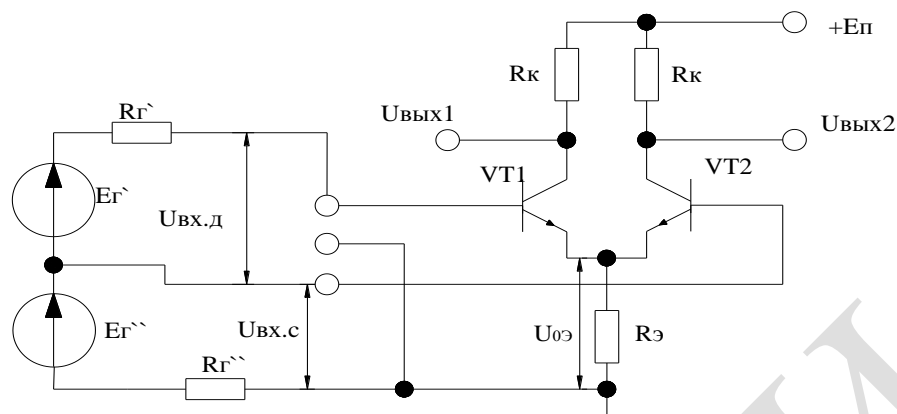 +Eп
Rк
Rк
Uвых1
Uвых2
Rг`
VT1
VT2
Eг`
Uвх.д
Eг``
Uвх.с
U0Э
Rэ
Rг``